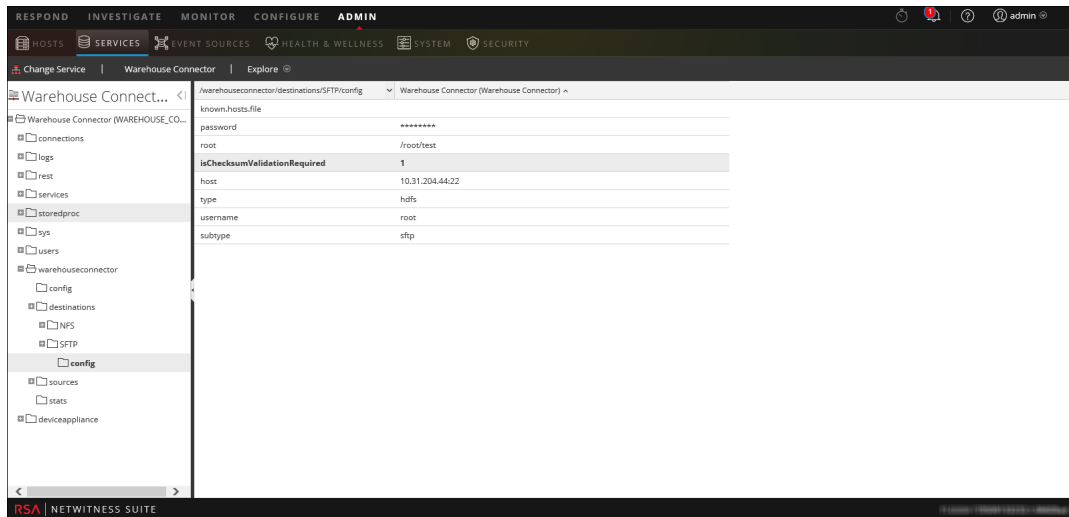 RESPOND INVESTIGATE MONITOR CONFIGURE ADMIN 1 ? admin
HOSTS SERVICES EVENT SOURCES HEALTH & WELLNESS SYSTEM SECURITY
Change Service | Warehouse Connector | Explore
Warehouse Connect...
/warehouseconnector/destinations/SFTP/config Warehouse Connector (Warehouse Connector)
known.hosts.file
Warehouse Connector (WAREHOUSE_CO...
password ********
connections
root /root/test
logs
isChecksumValidationRequired 1
rest
host 10.31.204.44:22
services
type hdfs
storedproc
username root
sys
subtype sftp
users
warehouseconnector
config
destinations
NFS
SFTP
config
sources
stats
deviceappliance
RSA | NETWITNESS SUITE